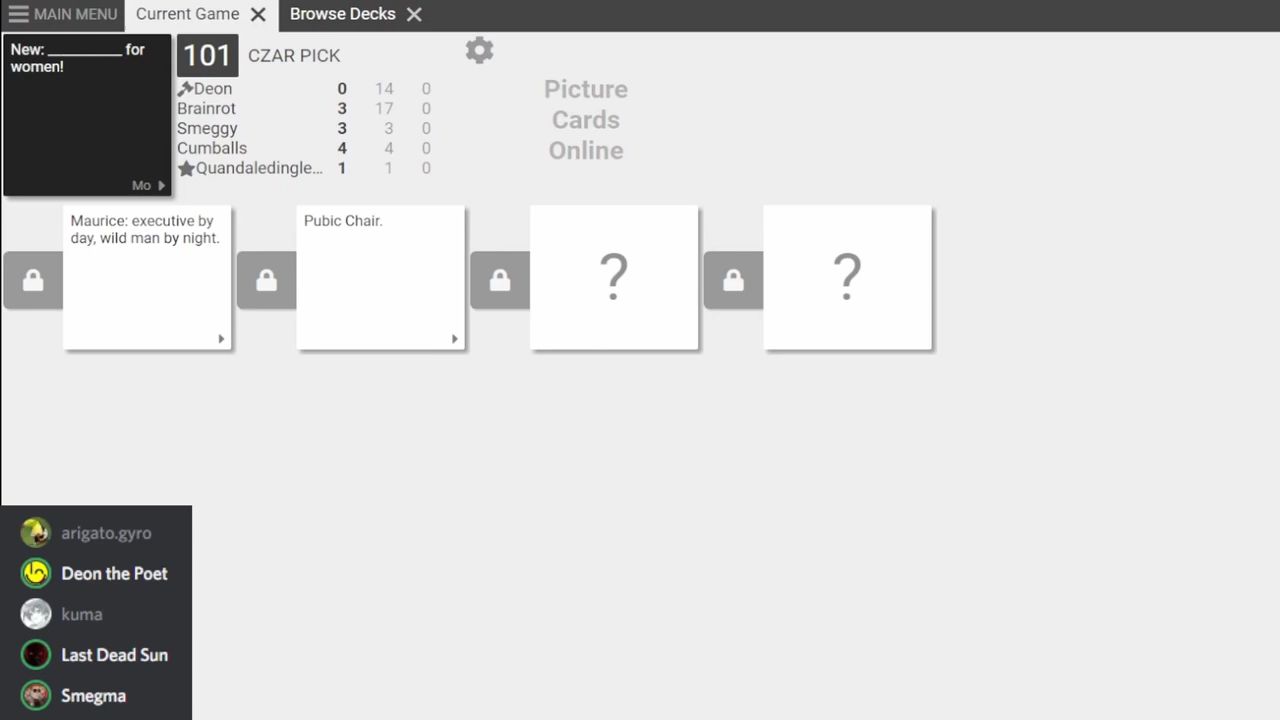 MAIN MENU
Current Game
Browse Decks
New: __________ for
women!
Mo
101
CZAR PICK
Deon 0 14 0
Brainrot 3 17 0
Smeggy 3 3 0
Cumballs 4 4 0
Quandaledingle... 1 1 0
Picture
Cards
Online
Maurice: executive by
day, wild man by night.
Pubic Chair.
?
?
arigato.gyro
Deon the Poet
kuma
Last Dead Sun
Smegma